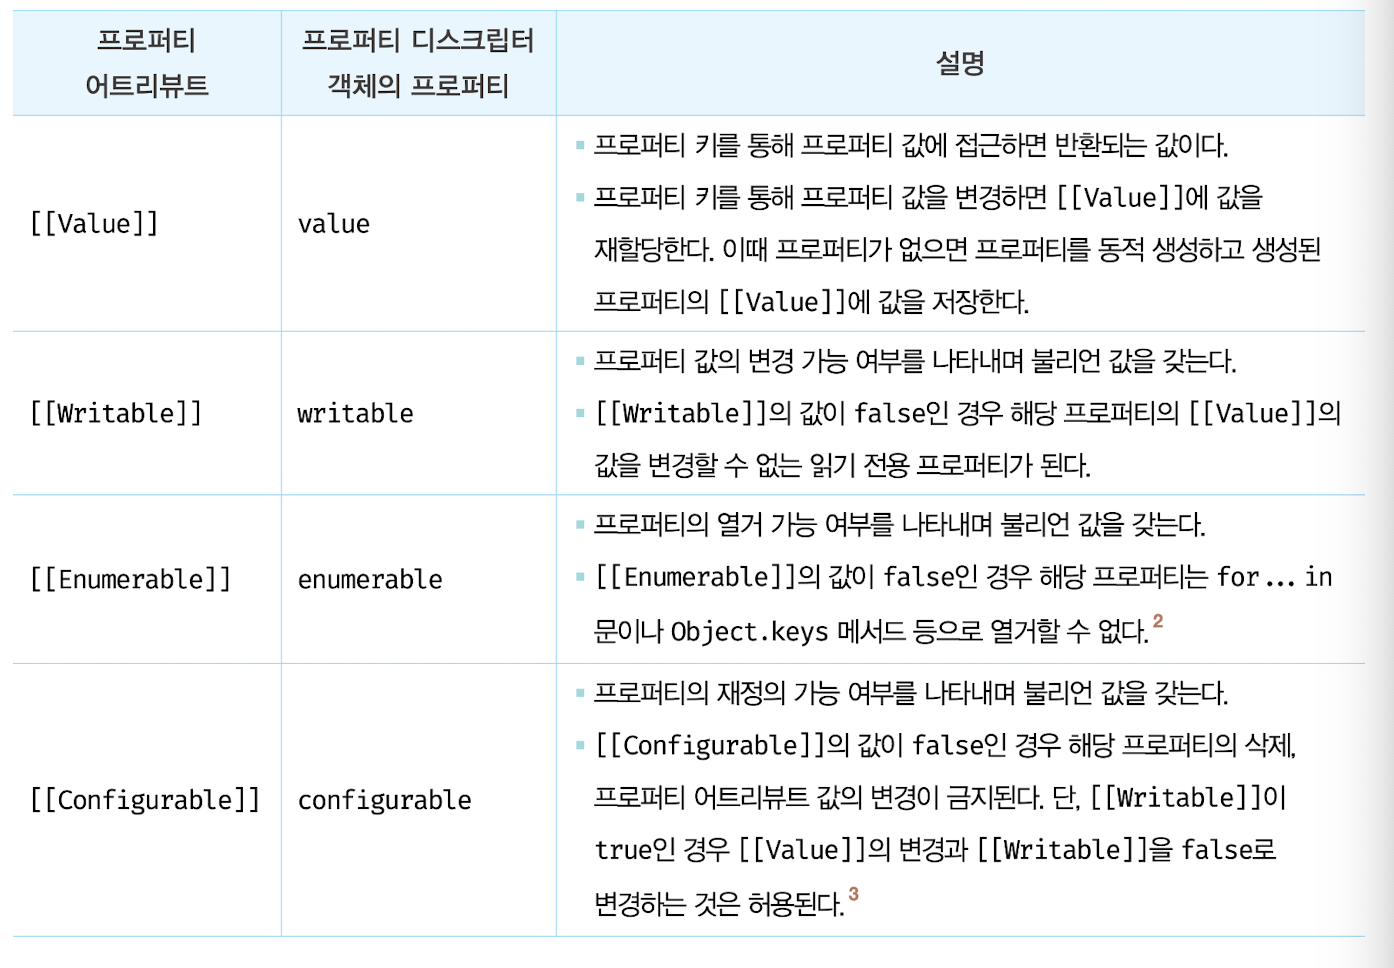 프로퍼티
어트리뷰트
프로퍼티 디스크립터
객체의 프로퍼티
설명
[[Value]]
value
프로퍼티 키를 통해 프로퍼티 값에 접근하면 반환되는 값이다.
프로퍼티 키를 통해 프로퍼티 값을 변경하면 [[Value]]에 값을
재할당한다. 이때 프로퍼티가 없으면 프로퍼티를 동적 생성하고 생성된
프로퍼티의 [[Value]]에 값을 저장한다.
[[Writable]]
writable
프로퍼티 값의 변경 가능 여부를 나타내며 불리언 값을 갖는다.
[[Writable]]의 값이 false인 경우 해당 프로퍼티의 [[Value]]의
값을 변경할 수 없는 읽기 전용 프로퍼티가 된다.
[[Enumerable]]
enumerable
프로퍼티의 열거 가능 여부를 나타내며 불리언 값을 갖는다.
[[Enumerable]]의 값이 false인 경우 해당 프로퍼티는 for...in
문이나 Object.keys 메서드 등으로 열거할 수 없다.2
[[Configurable]]
configurable
프로퍼티의 재정의 가능 여부를 나타내며 불리언 값을 갖는다.
[[Configurable]]의 값이 false인 경우 해당 프로퍼티의 삭제,
프로퍼티 어트리뷰트 값의 변경이 금지된다. 단, [[Writable]]이
true인 경우 [[Value]]의 변경과 [[Writable]]을 false로
변경하는 것은 허용된다.3